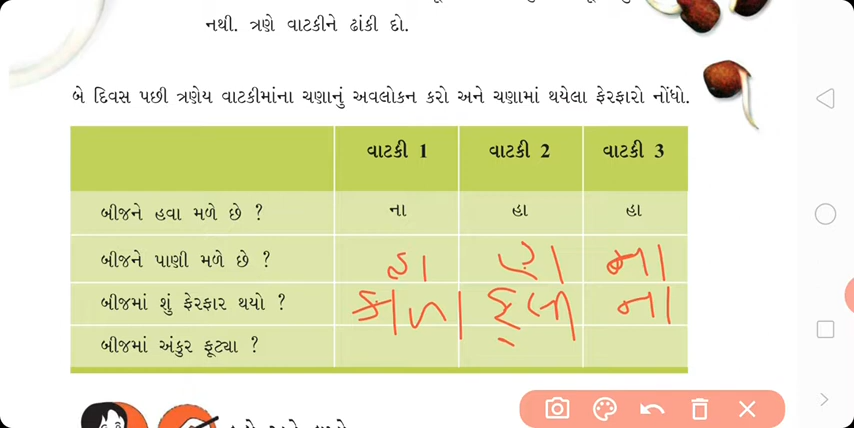 નથી. ત્રણે વાટકીને ઢાંકી દો.
બે દિવસ પછી ત્રણેય વાટકીમાંના ચણાનું અવલોકન કરો અને ચણામાં થયેલા ફેરફારો નોંધો.
વાટકી 1 વાટકી 2 વાટકી 3
બીજને હવા મળે છે ? ના હા હા
બીજને પાણી મળે છે ? હા ના
બીજમાં શું ફેરફાર થયો ? ના
બીજમાં અંકુર ફૂટ્યા ?